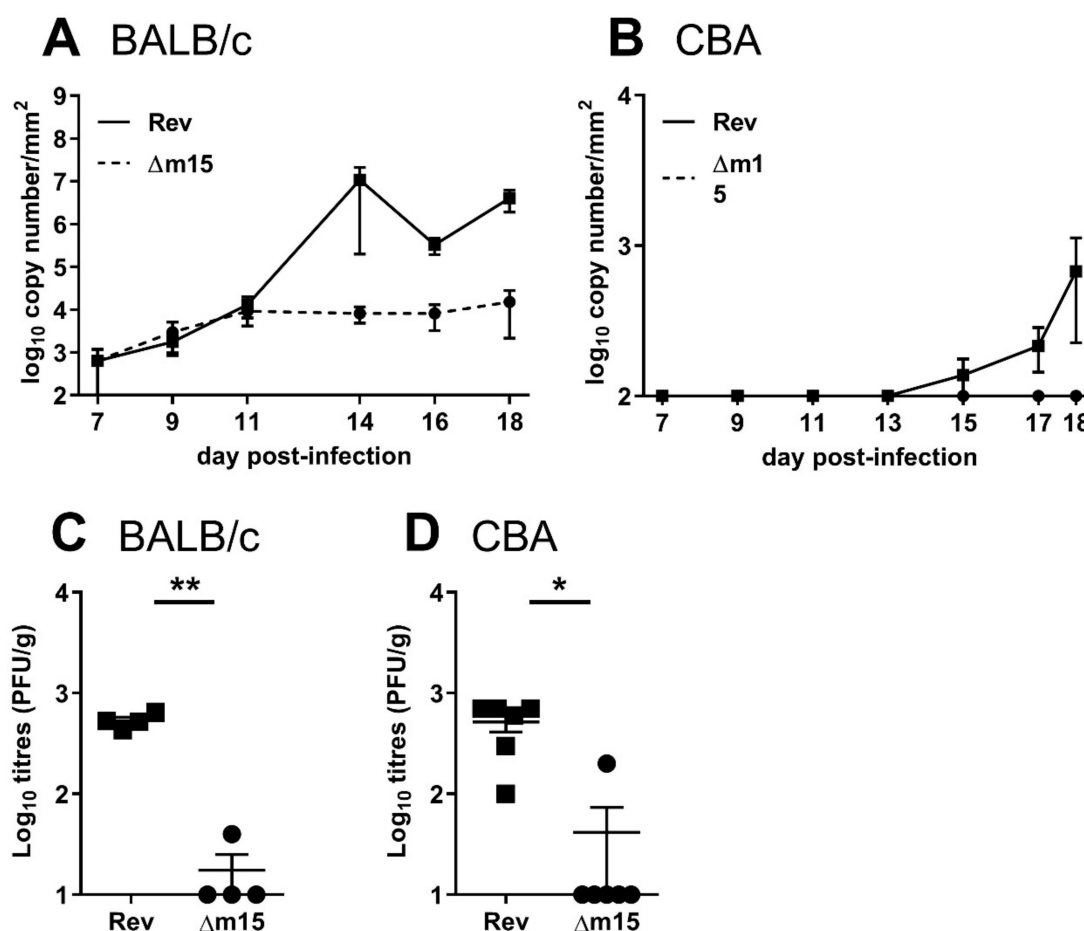 A BALB/c
log₁₀ copy number/mm²
9
8
7
6
5
4
3
2
Rev
Δm15
7 9 11 14 16 18
day post-infection
B CBA
log₁₀ copy number/mm²
4
3
2
Rev
Δm1
5
7 9 11 13 15 17 18
day post-infection
C BALB/c
Log₁₀ titres (PFU/g)
4
3
2
1
**
Rev Δm15
D CBA
Log₁₀ titres (PFU/g)
4
3
2
1
*
Rev Δm15